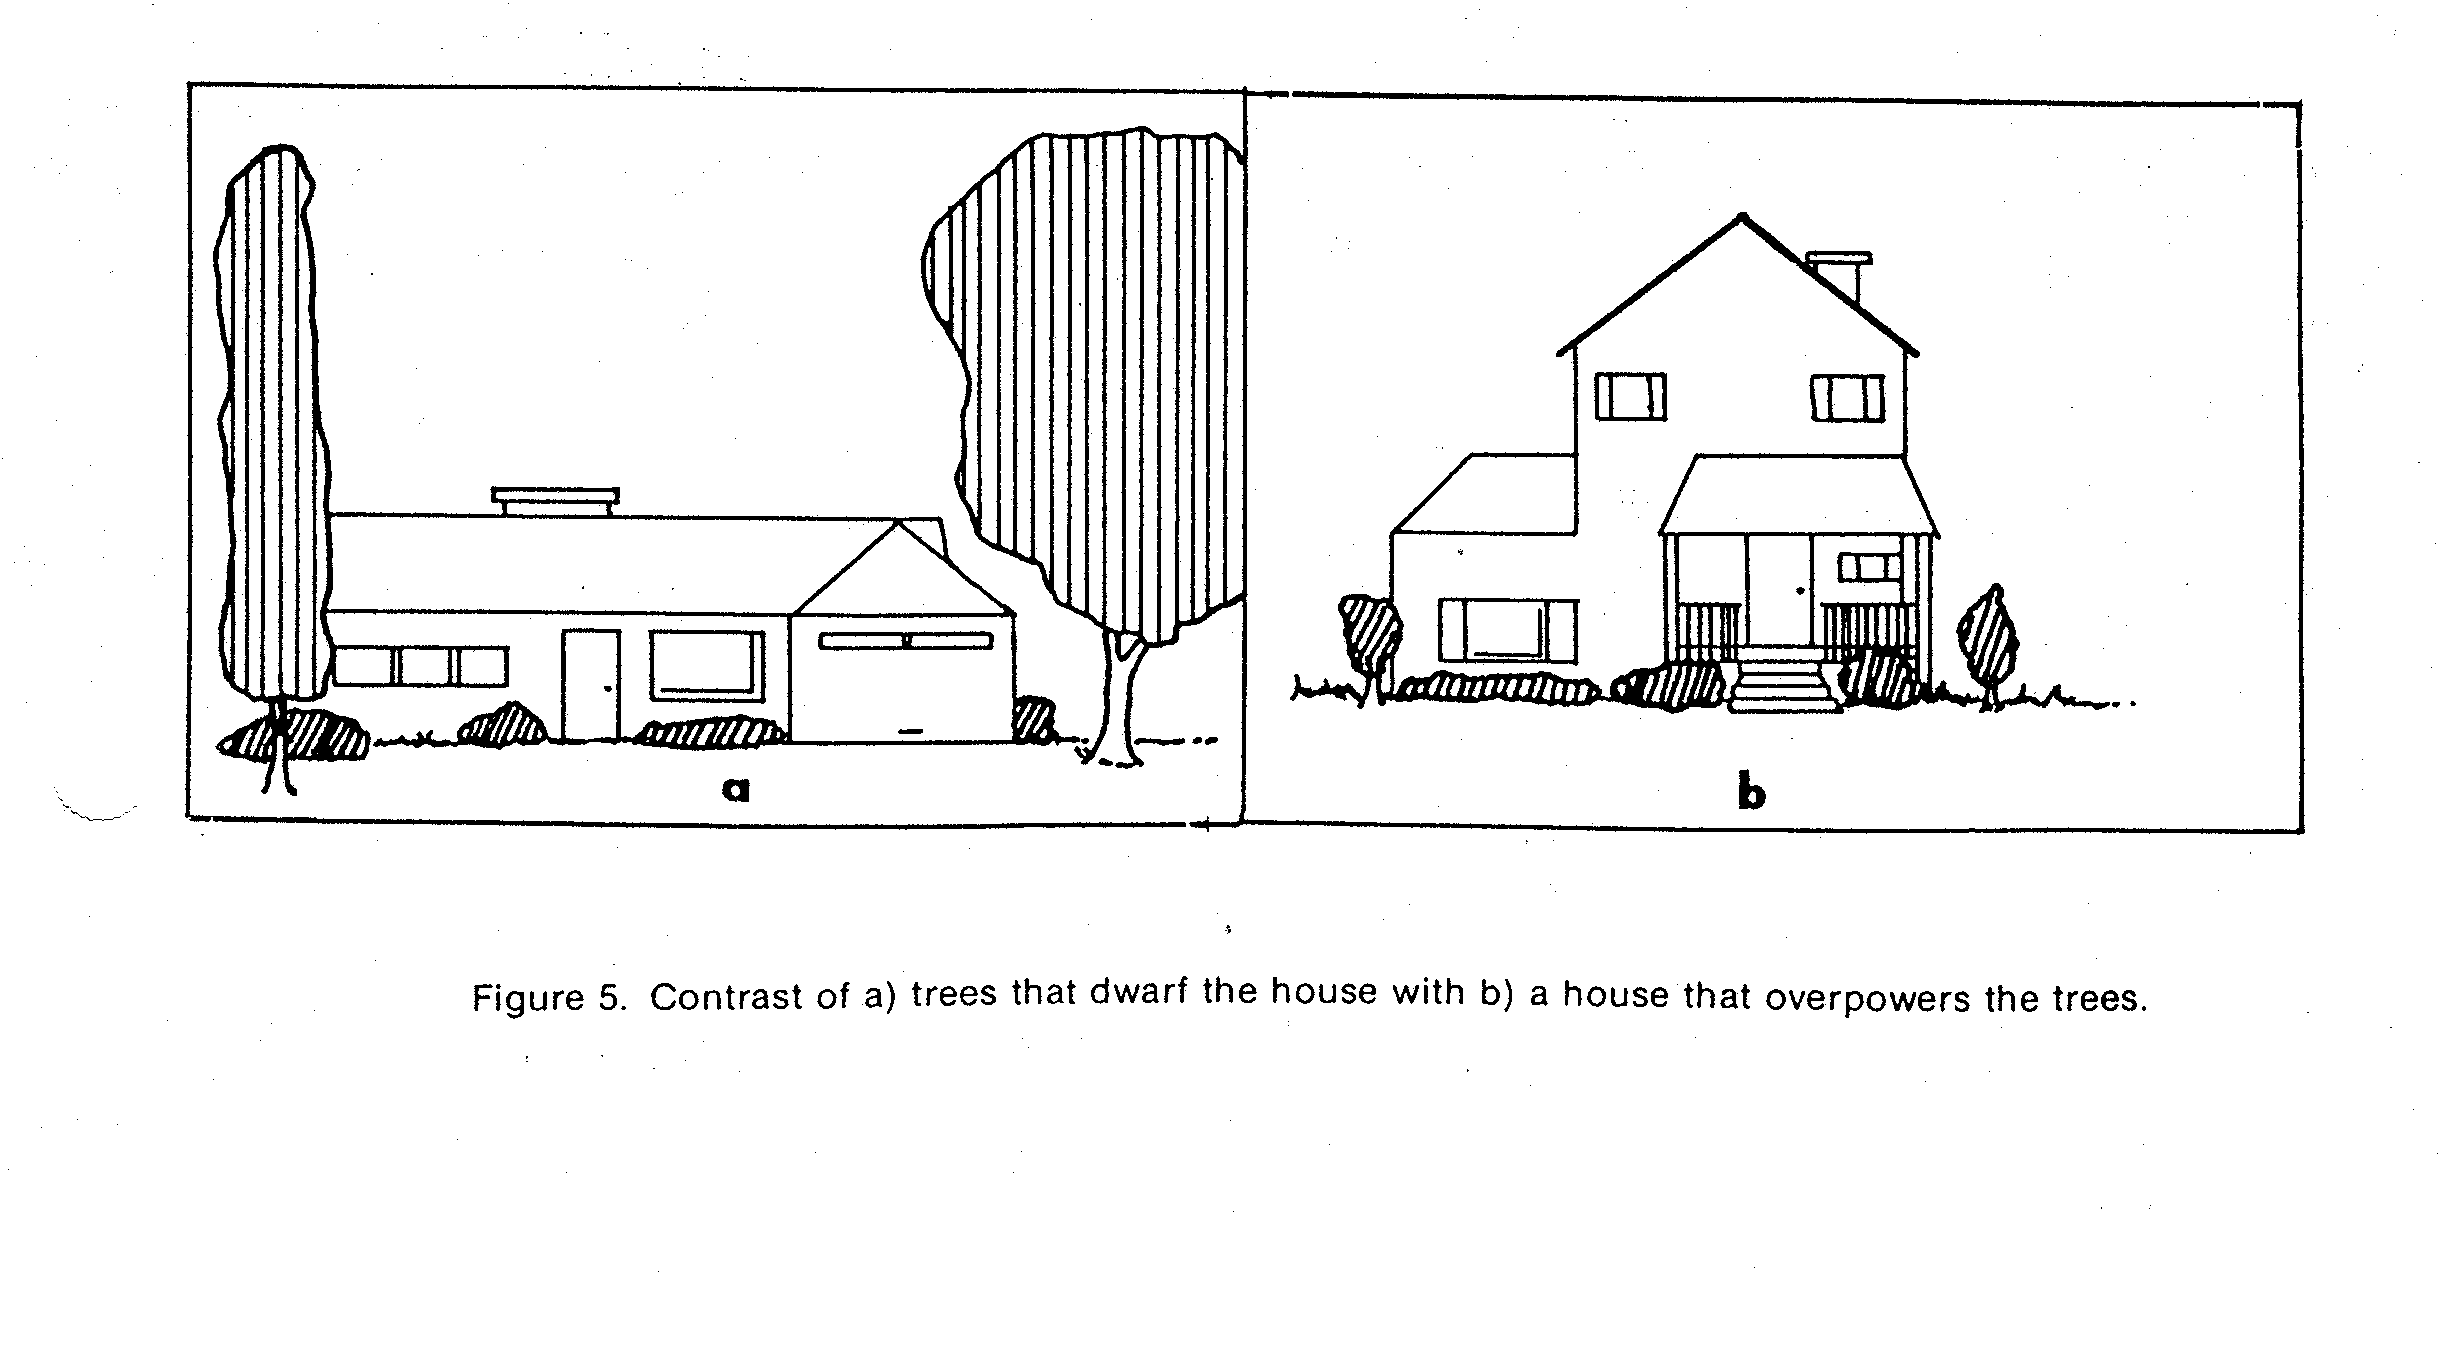 a
b
Figure 5. Contrast of a) trees that dwarf the house with b) a house that overpowers the trees.